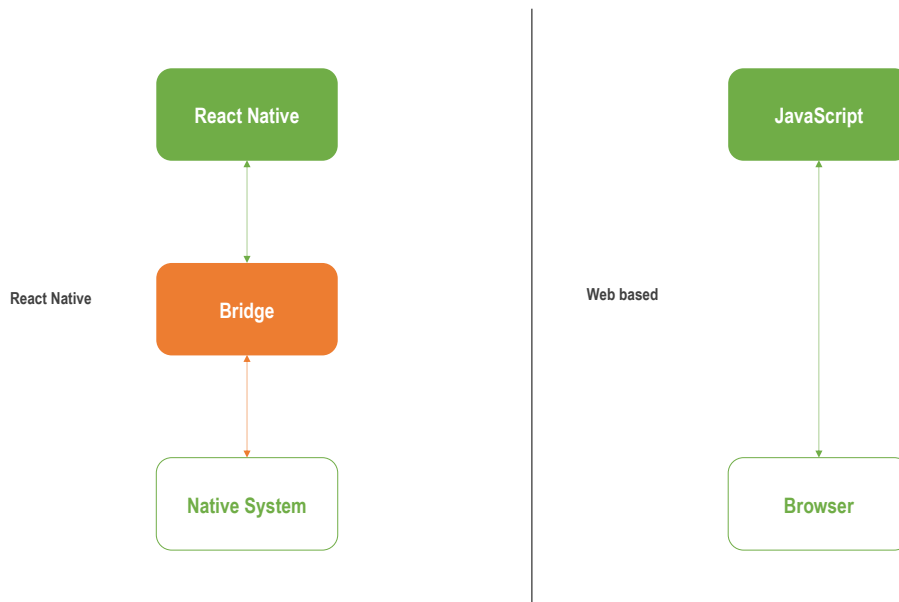 React Native
Bridge
React Native
Native System
JavaScript
Web based
Browser